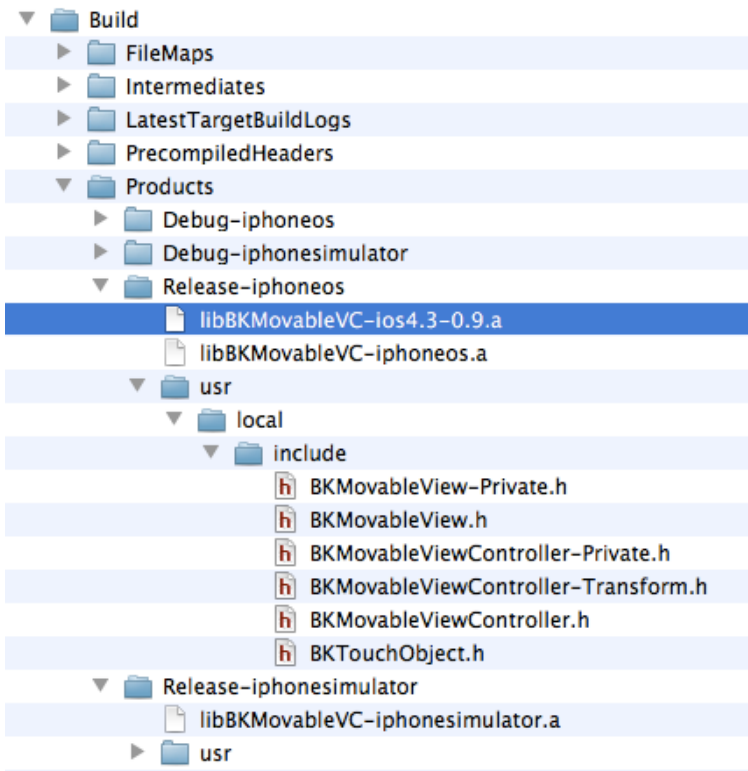 Build
FileMaps
Intermediates
LatestTargetBuildLogs
PrecompiledHeaders
Products
Debug-iphoneos
Debug-iphonesimulator
Release-iphoneos
libBKMovableVC-ios4.3-0.9.a
libBKMovableVC-iphoneos.a
usr
local
include
h BKMovableView-Private.h
h BKMovableView.h
h BKMovableViewController-Private.h
h BKMovableViewController-Transform.h
h BKMovableViewController.h
h BKTouchObject.h
Release-iphonesimulator
libBKMovableVC-iphonesimulator.a
usr